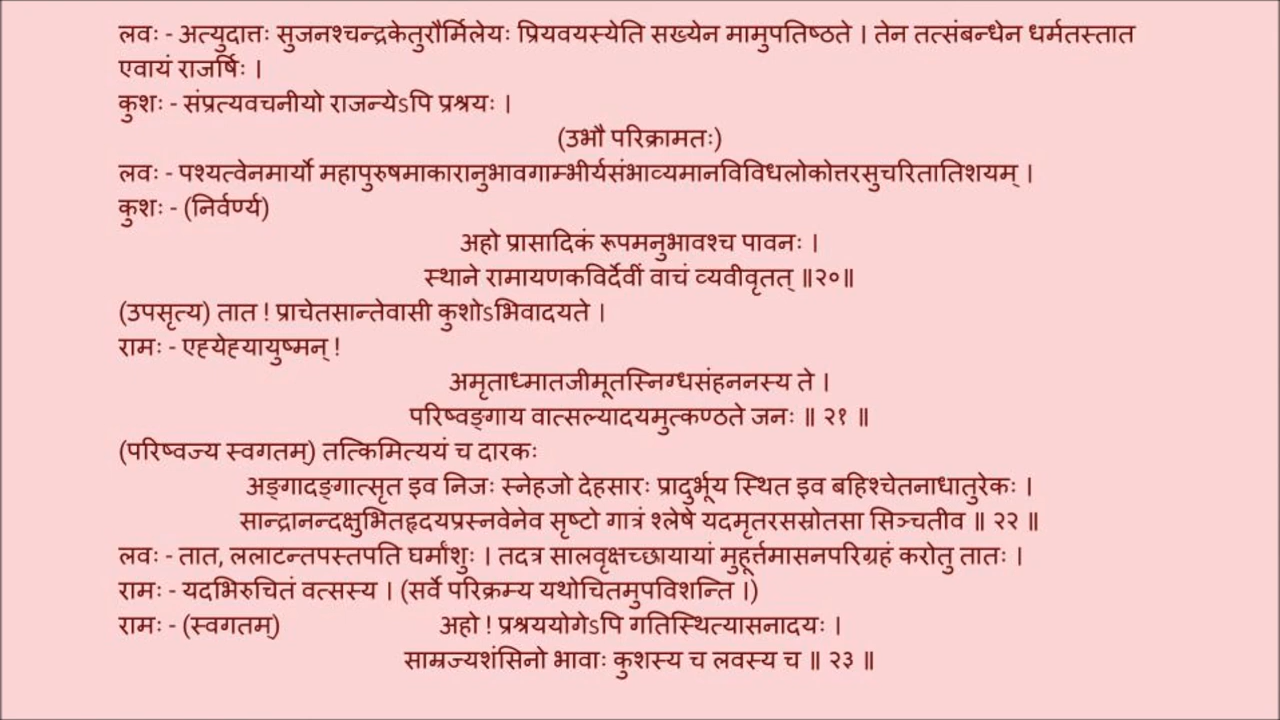 लवः - अत्युदात्तः सुजनश्चन्द्रकेतुरौर्मिलेयः प्रियवयस्येति सख्येन मामुपतिष्ठते । तेन तत्संबन्धेन धर्मतस्तात
एवायं राजर्षिः ।
कुशः - संप्रत्यवचनीयो राजन्येऽपि प्रश्रयः ।
(उभौ परिक्रामतः)
लवः - पश्यत्वेनमार्यो महापुरुषमाकारानुभावगाम्भीर्यसंभाव्यमानविविधलोकोत्तरसुचरितातिशयम् ।
कुशः - (निर्वर्ण्य)
अहो प्रासादिकं रूपमनुभावश्च पावनः ।
स्थाने रामायणकविर्देवीं वाचं व्यवीवृतत् ॥२०॥
(उपसृत्य) तात ! प्राचेतसान्तेवासी कुशोऽभिवादयते ।
रामः - एह्येह्यायुष्मन् !
अमृताध्मातजीमूतस्निग्धसंहननस्य ते ।
परिष्वङ्गाय वात्सल्यादयमुत्कण्ठते जनः ॥ २१ ॥
(परिष्वज्य स्वगतम्) तत्किमित्ययं च दारकः
अङ्गादङ्गात्सृत इव निजः स्नेहजो देहसारः प्रादुर्भूय स्थित इव बहिश्चेतनाधातुरेकः ।
सान्द्रानन्दक्षुभितहृदयप्रस्नवेनेव सृष्टो गात्रं श्लेषे यदमृतरसस्रोतसा सिञ्चतीव ॥ २२ ॥
लवः - तात, ललाटन्तपस्तपति घर्मांशुः । तदत्र सालवृक्षच्छायायां मुहूर्त्तमासनपरिग्रहं करोतु तातः ।
रामः - यदभिरुचितं वत्सस्य । (सर्वे परिक्रम्य यथोचितमुपविशन्ति ।)
रामः - (स्वगतम्) अहो ! प्रश्रययोगेऽपि गतिस्थित्यासनादयः ।
साम्रज्यशंसिनो भावाः कुशस्य च लवस्य च ॥ २३ ॥